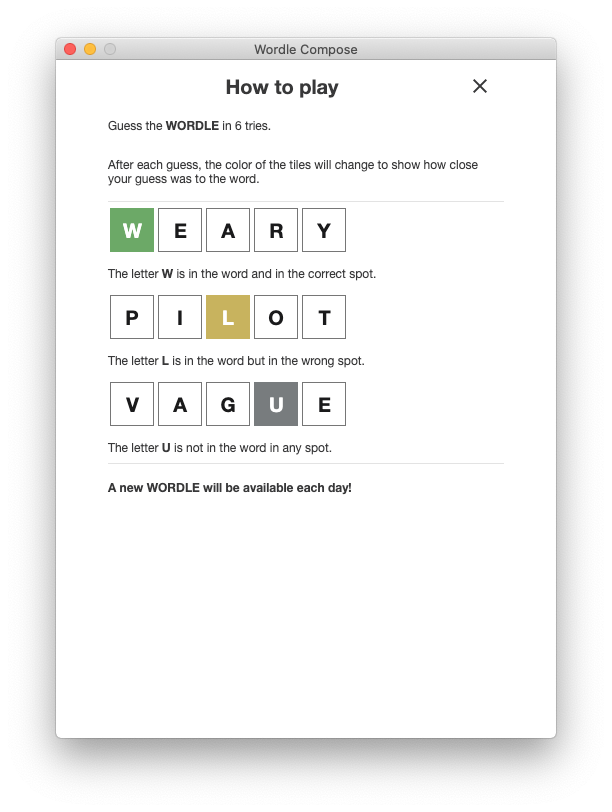 Wordle Compose
How to play
Guess the WORDLE in 6 tries.
After each guess, the color of the tiles will change to show how close
your guess was to the word.
W E A R Y
The letter W is in the word and in the correct spot.
P I L O T
The letter L is in the word but in the wrong spot.
V A G U E
The letter U is not in the word in any spot.
A new WORDLE will be available each day!